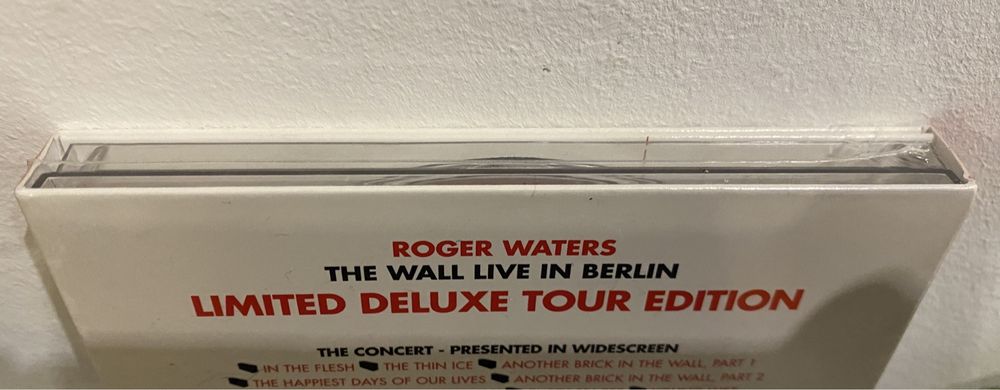 ROGER WATERS
THE WALL LIVE IN BERLIN
LIMITED DELUXE TOUR EDITION
THE CONCERT - PRESENTED IN WIDESCREEN
IN THE FLESH THE THIN ICE ANOTHER BRICK IN THE WALL, PART 1
THE HAPPIEST DAYS OF OUR LIVES ANOTHER BRICK IN THE WALL, PART 2